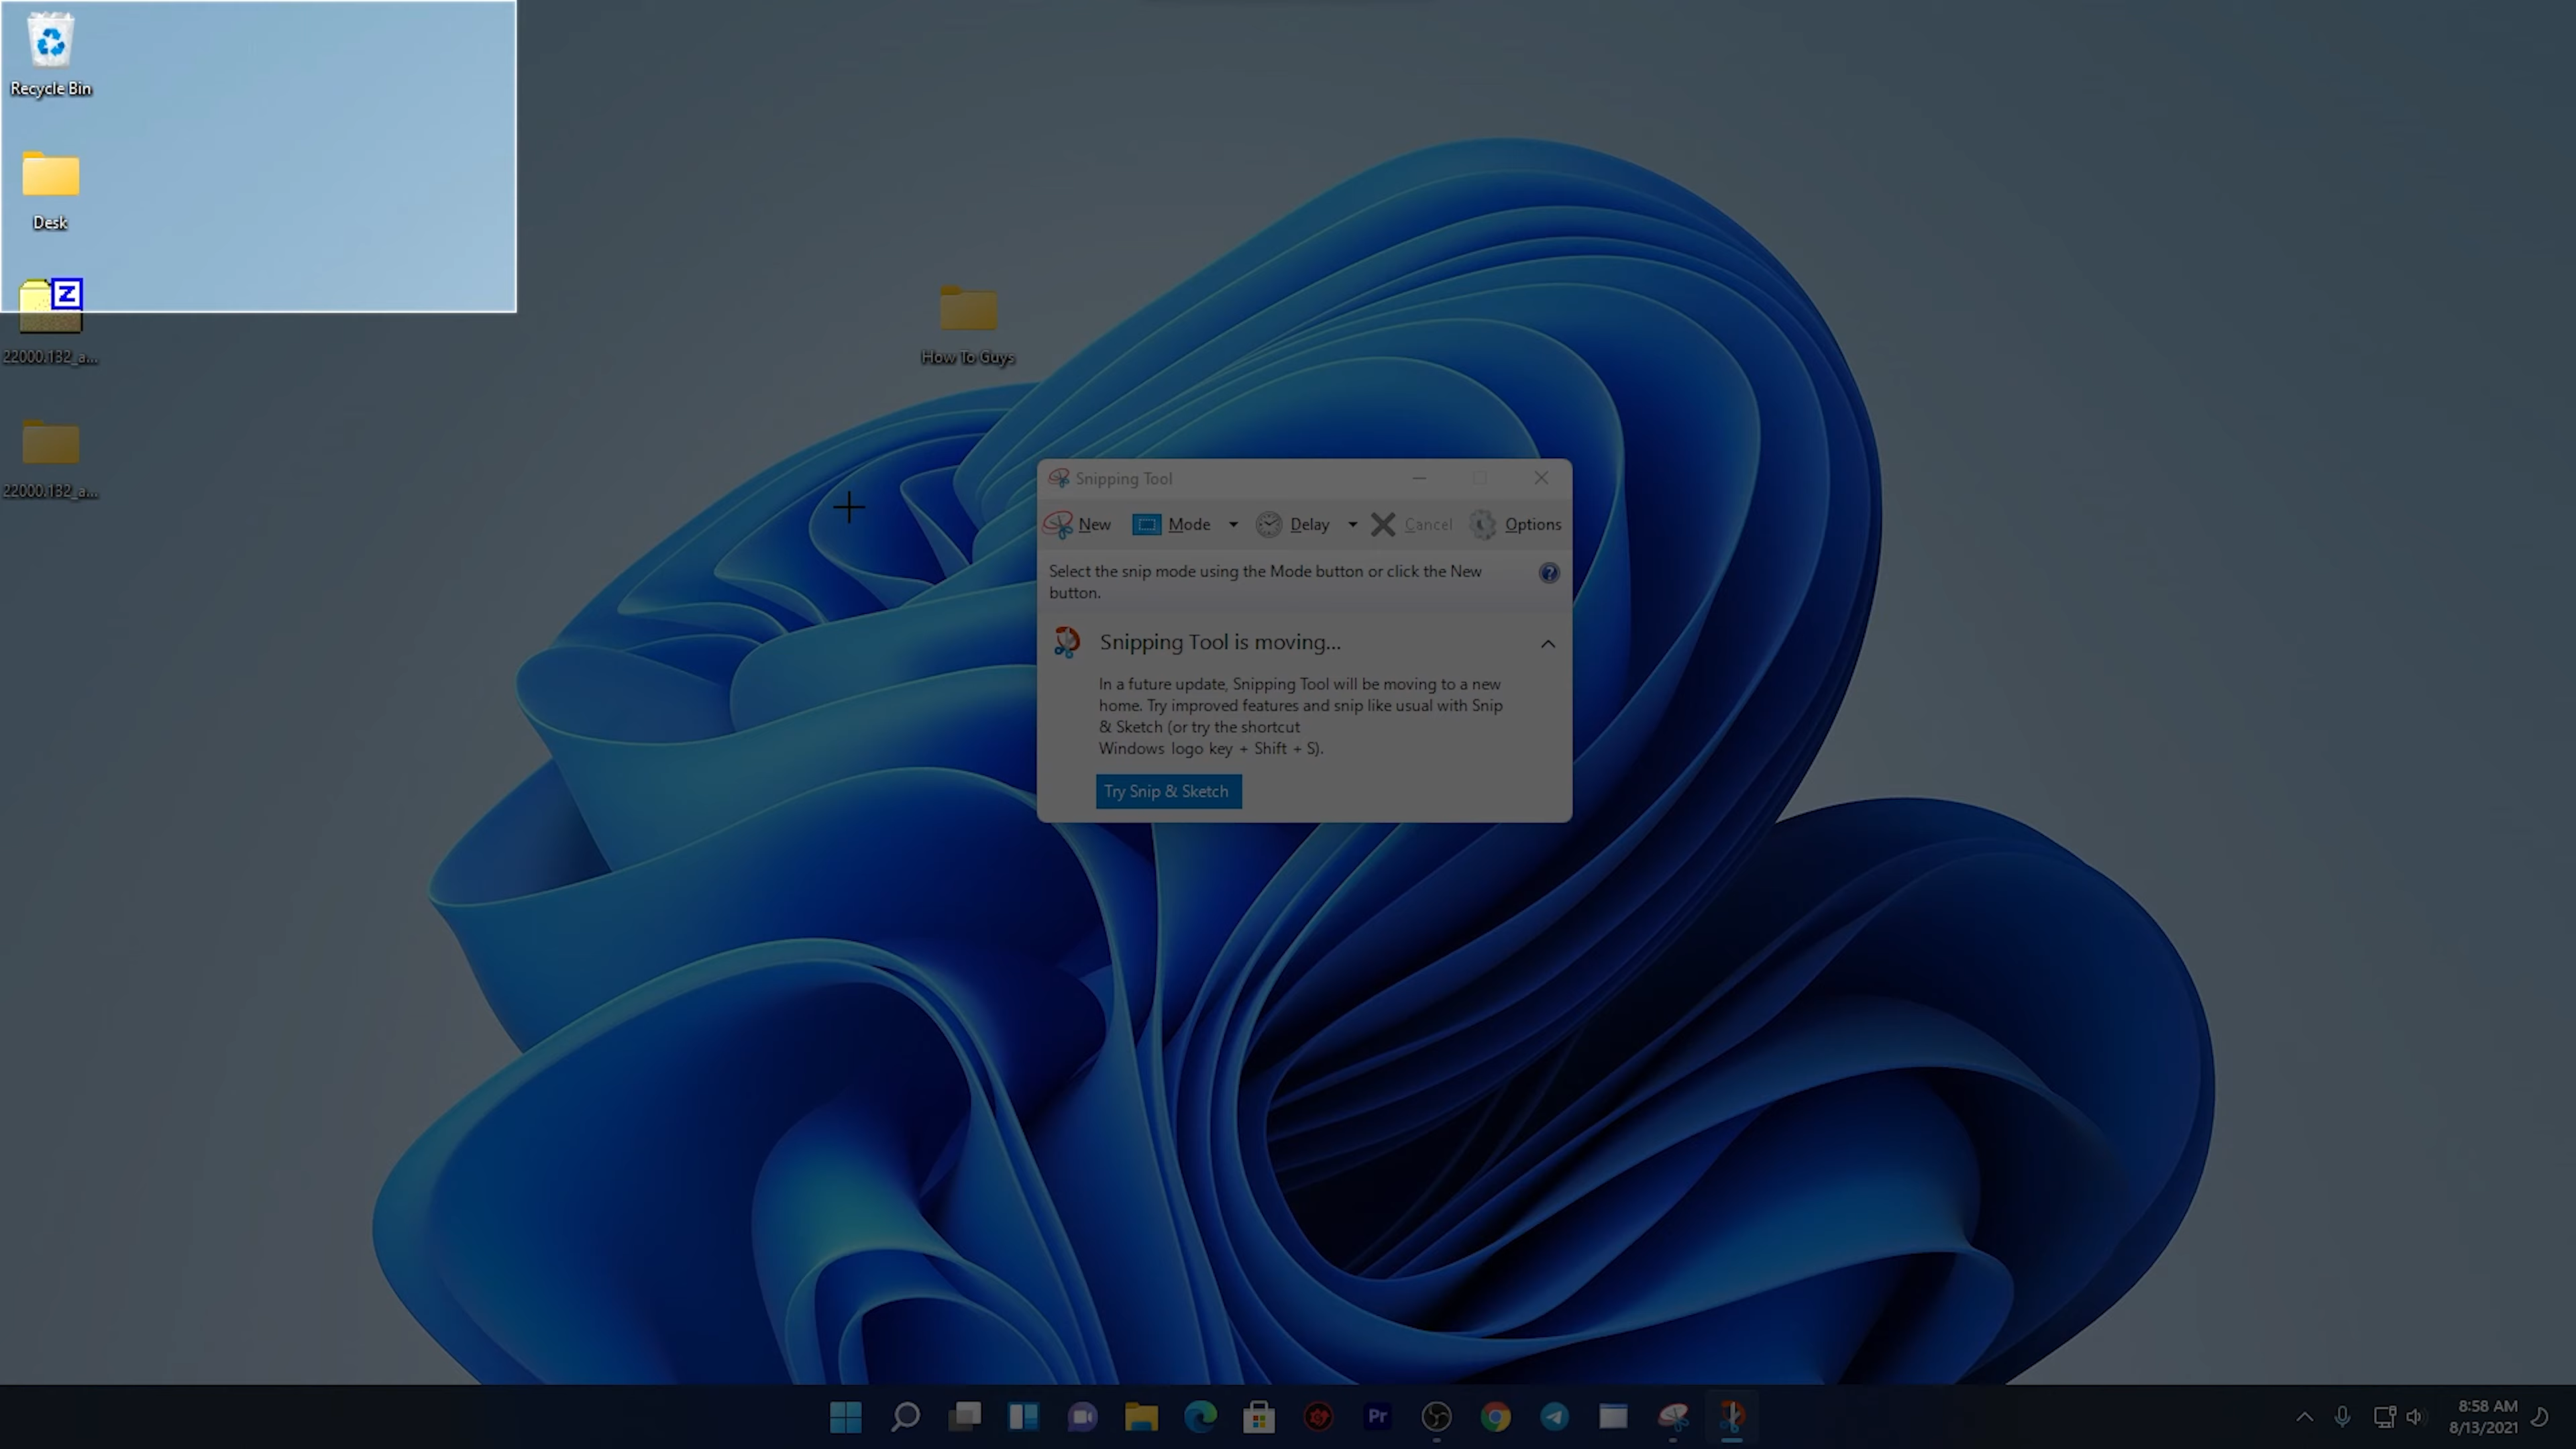 Recycle Bin
Desk
Z
22000.132_a...
22000.132_a...
How To Guys
Snipping Tool
New Mode Delay Cancel Options
Select the snip mode using the Mode button or click the New
button.
?
Snipping Tool is moving...
In a future update, Snipping Tool will be moving to a new
home. Try improved features and snip like usual with Snip
& Sketch (or try the shortcut
Windows logo key + Shift + S).
Try Snip & Sketch
Pr
8:58 AM
8/13/2021